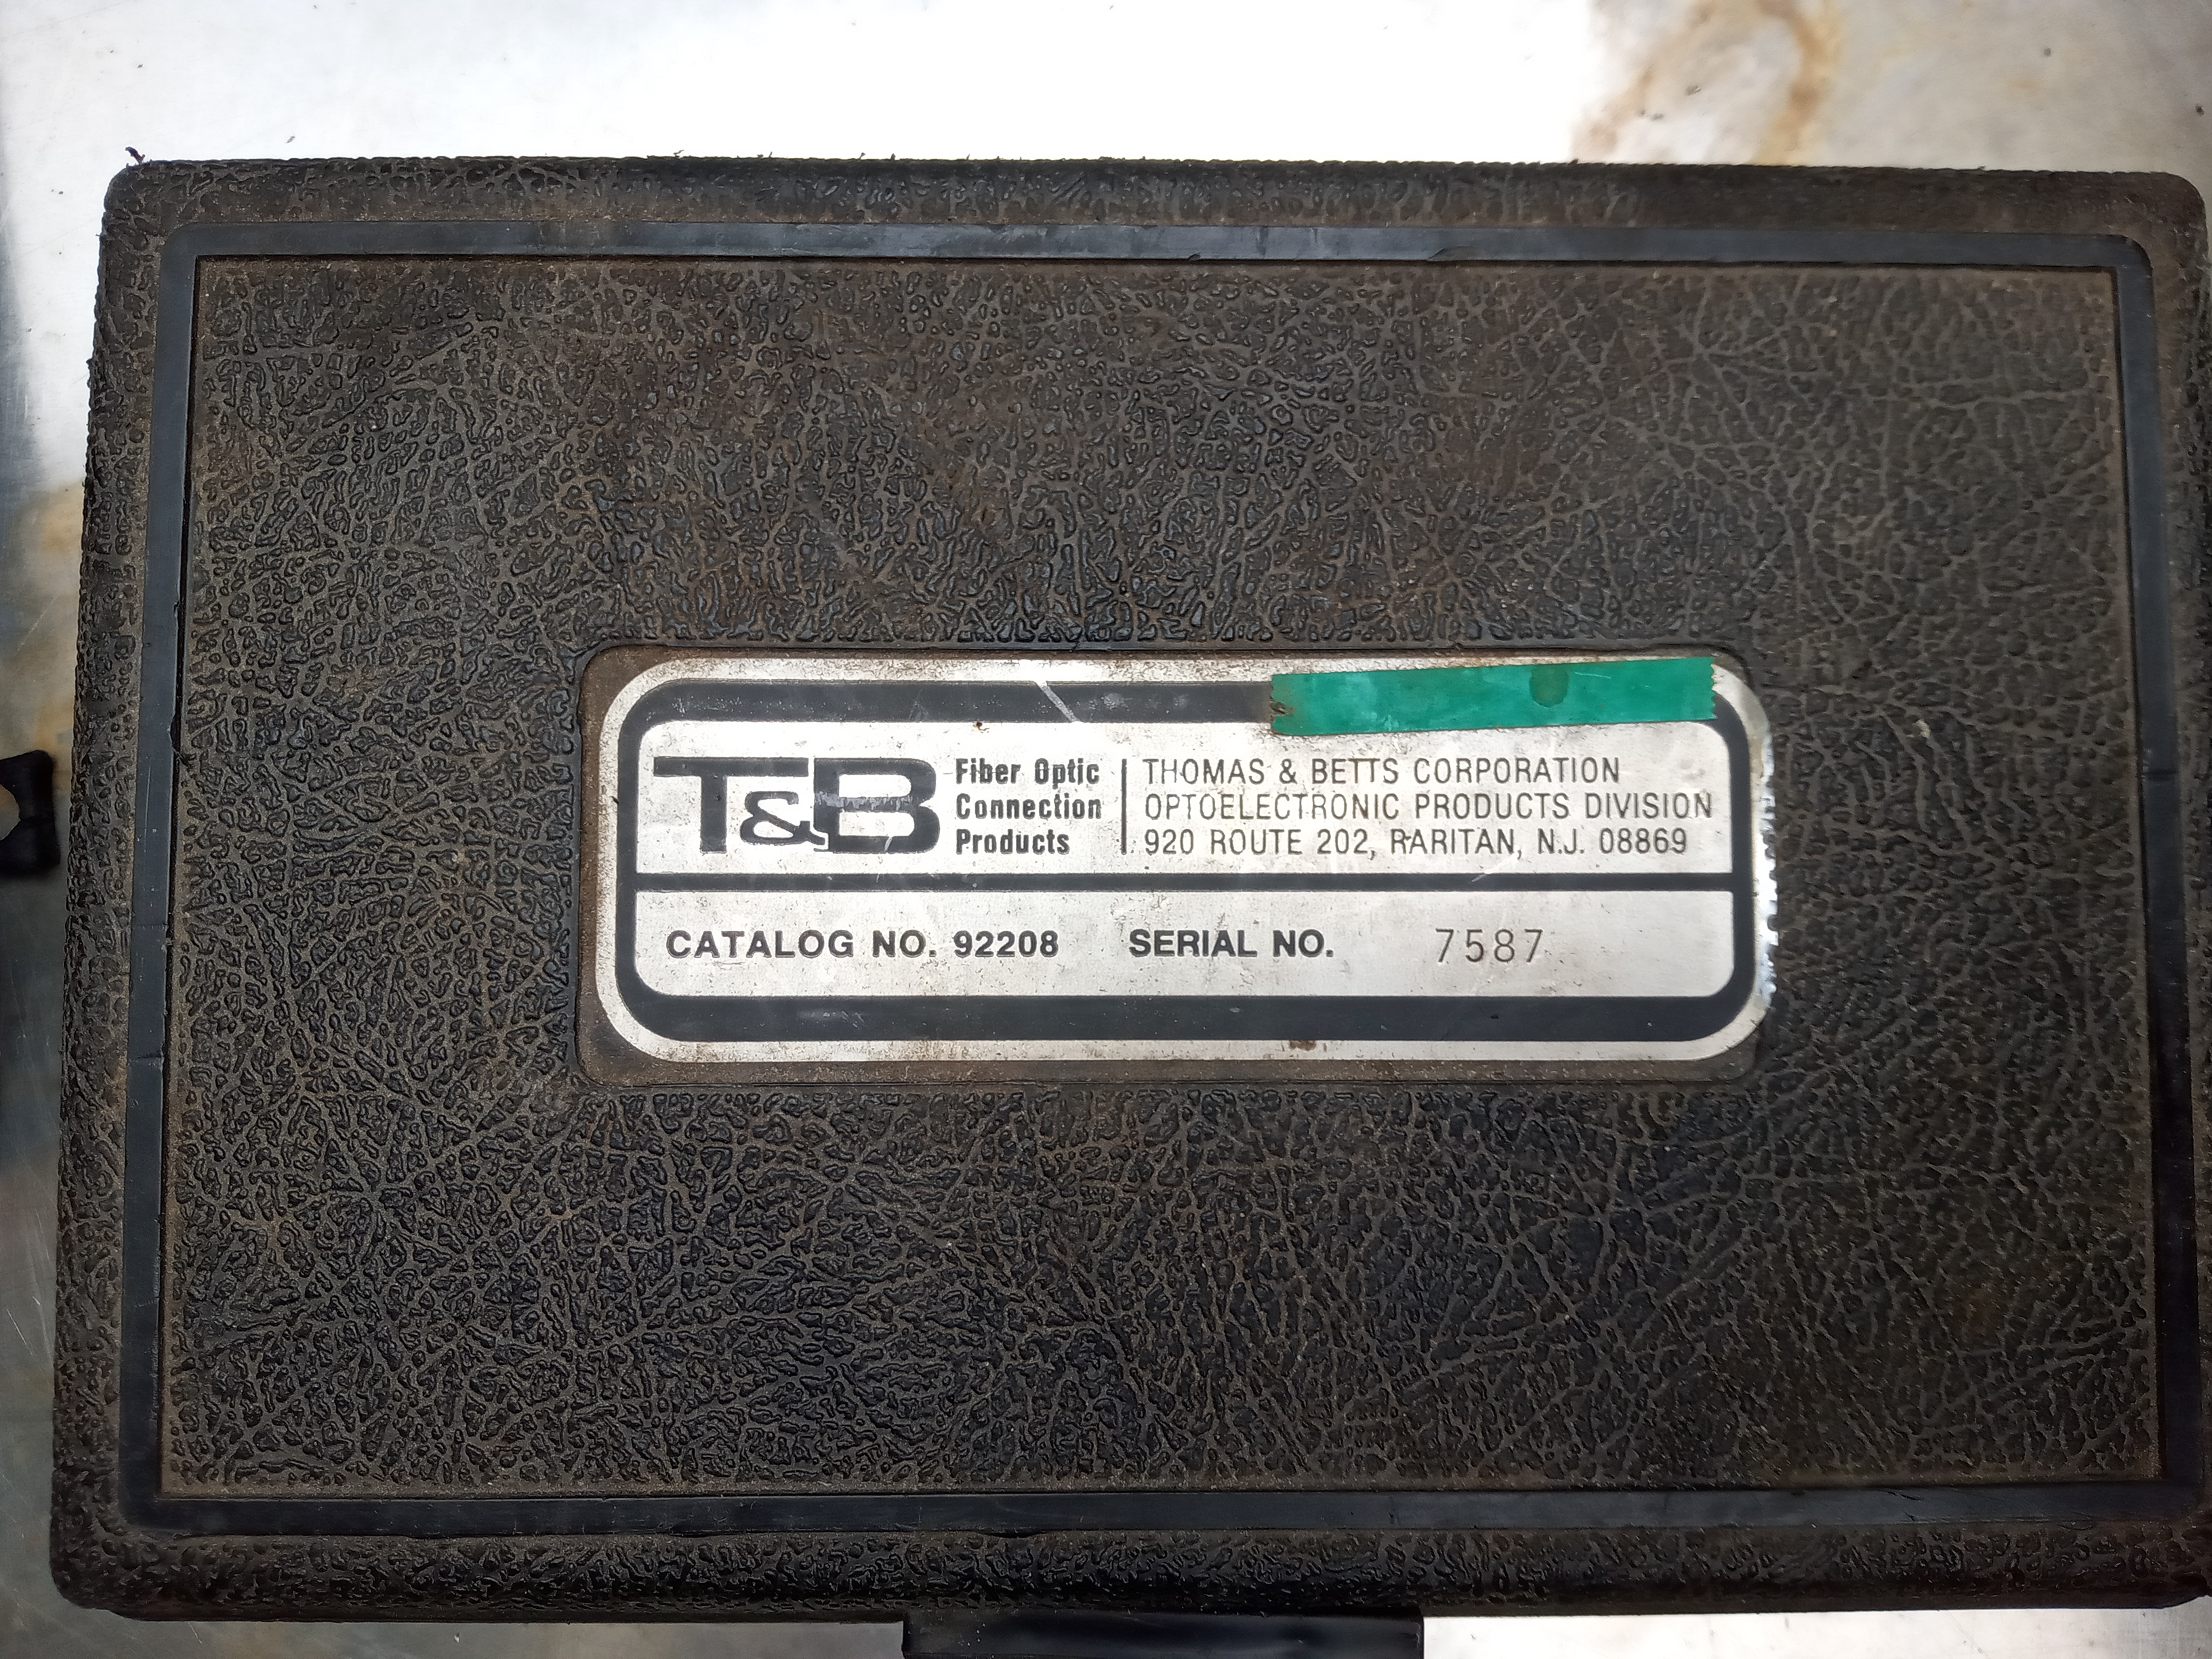 T&B
Fiber Optic
Connection
Products
THOMAS & BETTS CORPORATION
OPTOELECTRONIC PRODUCTS DIVISION
920 ROUTE 202, RARITAN, N.J. 08869
CATALOG NO. 92208 SERIAL NO. 7587